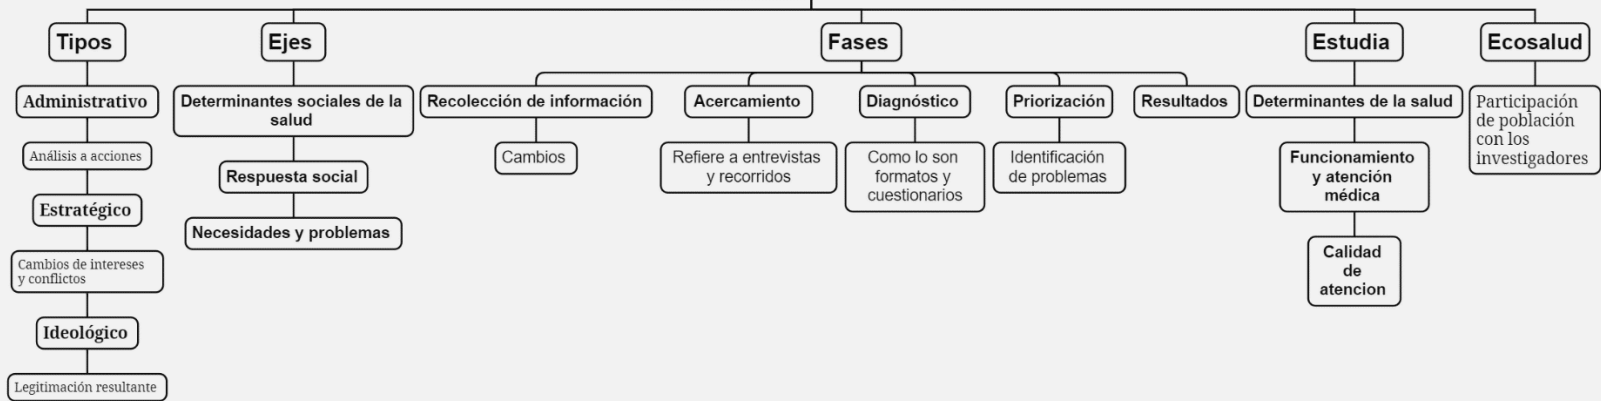 Tipos
Administrativo
Análisis a acciones
Estratégico
Cambios de intereses
y conflictos
Ideológico
Legitimación resultante
Ejes
Determinantes sociales de la
salud
Respuesta social
Necesidades y problemas
Fases
Recolección de información
Cambios
Acercamiento
Refiere a entrevistas
y recorridos
Diagnóstico
Como lo son
formatos y
cuestionarios
Priorización
Identificación
de problemas
Resultados
Estudia
Determinantes de la salud
Funcionamiento
y atención
médica
Calidad
de
atencion
Ecosalud
Participación
de población
con los
investigadores